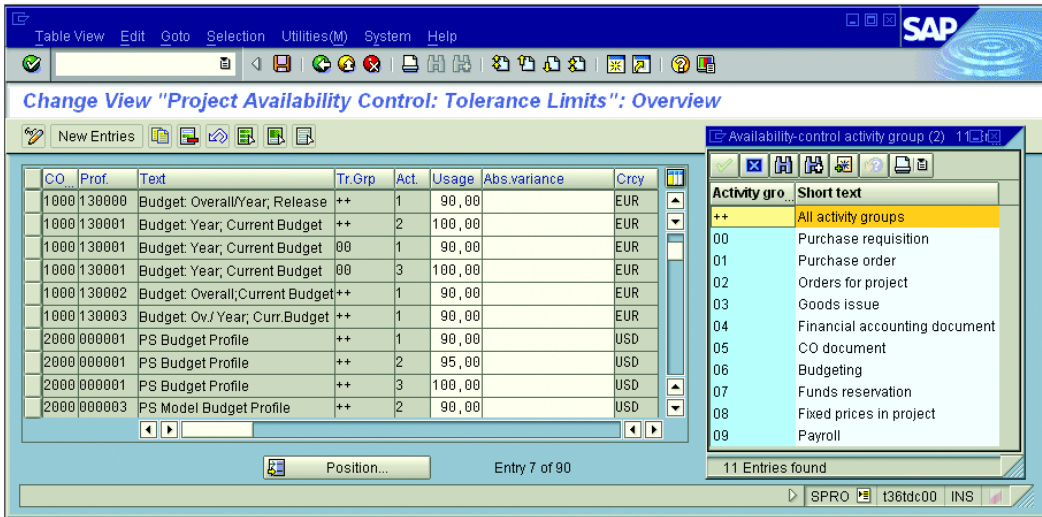 Table View Edit Goto Selection Utilities(M) System Help
SAP
Change View "Project Availability Control: Tolerance Limits": Overview
New Entries
CO... Prof. Text Tr.Grp Act. Usage Abs.variance Crcy
1000 130000 Budget: Overall/Year; Release ++ 1 90,00 EUR
1000 130001 Budget: Year; Current Budget ++ 2 100,00 EUR
1000 130001 Budget: Year; Current Budget 00 1 90,00 EUR
1000 130001 Budget: Year; Current Budget 00 3 100,00 EUR
1000 130002 Budget: Overall;Current Budget ++ 1 90,00 EUR
1000 130003 Budget: Ov./ Year; Curr.Budget ++ 1 90,00 EUR
2000 000001 PS Budget Profile ++ 1 90,00 USD
2000 000001 PS Budget Profile ++ 2 95,00 USD
2000 000001 PS Budget Profile ++ 3 100,00 USD
2000 000003 PS Model Budget Profile ++ 2 90,00 USD
Position... Entry 7 of 90
Availability-control activity group (2) 11
Activity gro... Short text
++ All activity groups
00 Purchase requisition
01 Purchase order
02 Orders for project
03 Goods issue
04 Financial accounting document
05 CO document
06 Budgeting
07 Funds reservation
08 Fixed prices in project
09 Payroll
11 Entries found
SPRO t36tdc00 INS